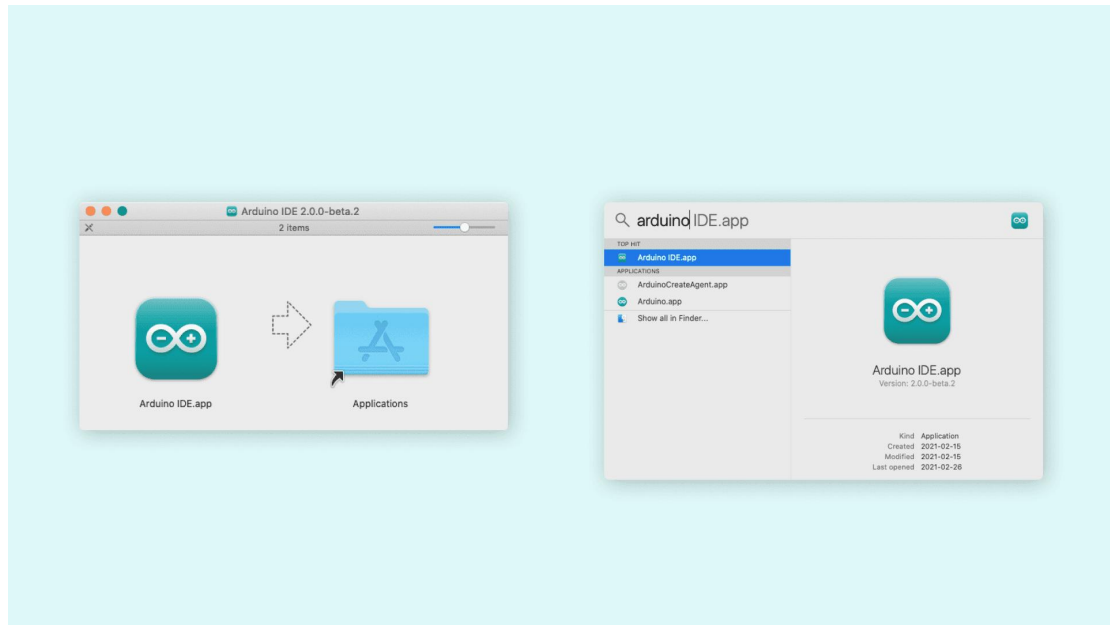 Arduino IDE 2.0.0-beta.2
2 items
Arduino IDE.app
Applications
arduino IDE.app
TOP HIT
Arduino IDE.app
APPLICATIONS
ArduinoCreateAgent.app
Arduino.app
Show all in Finder...
Arduino IDE.app
Version: 2.0.0-beta.2
Kind Application
Created 2021-02-15
Modified 2021-02-15
Last opened 2021-02-26